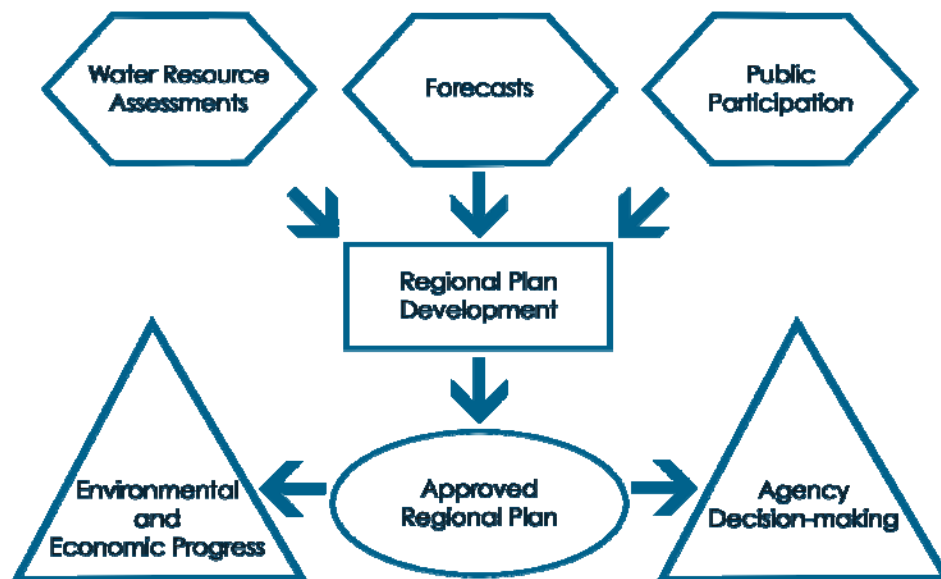 Water Resource
Assessments
Forecasts
Public
Participation
Regional Plan
Development
Environmental
and
Economic Progress
Approved
Regional Plan
Agency
Decision-making